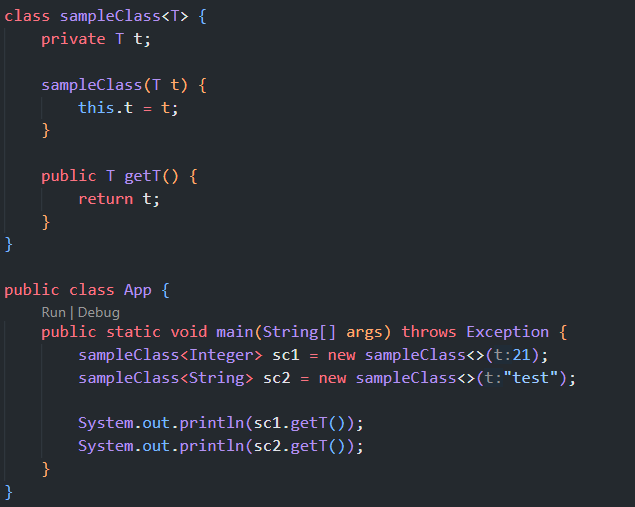 class sampleClass<T> {
    private T t;

    sampleClass(T t) {
        this.t = t;
    }

    public T getT() {
        return t;
    }
}

public class App {
    Run | Debug
    public static void main(String[] args) throws Exception {
        sampleClass<Integer> sc1 = new sampleClass<>(t:21);
        sampleClass<String> sc2 = new sampleClass<>(t:"test");

        System.out.println(sc1.getT());
        System.out.println(sc2.getT());
    }
}